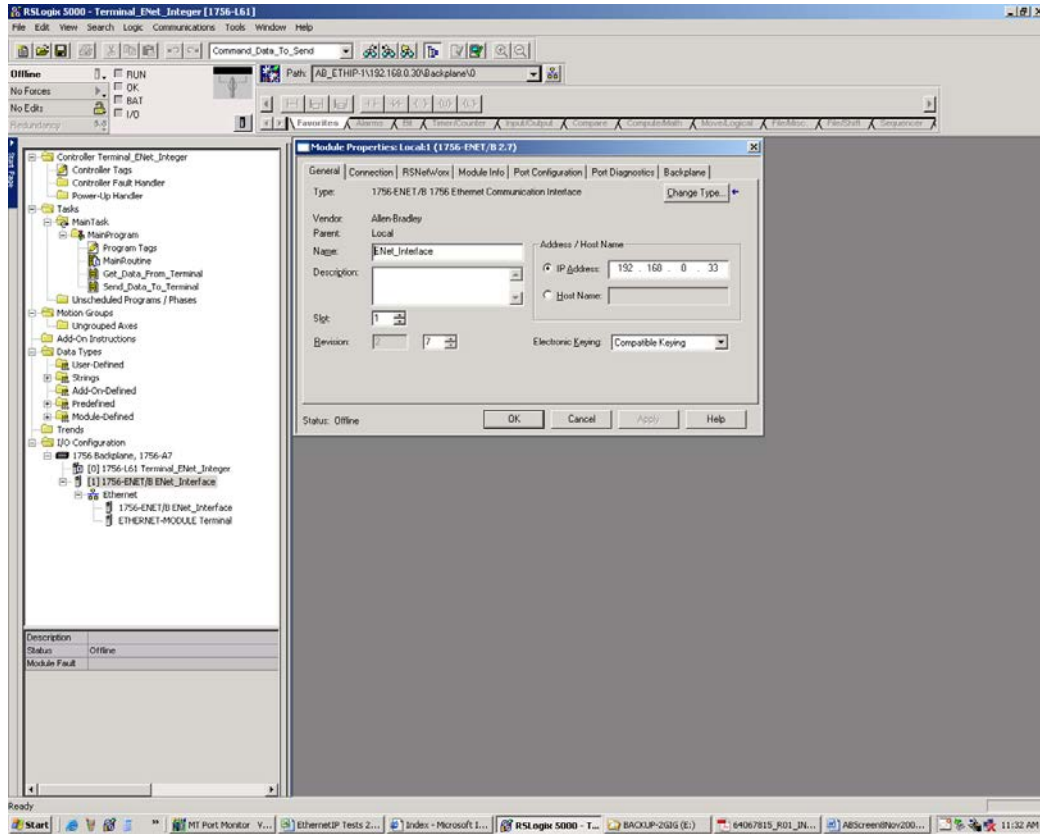 RSLogix 5000 - Terminal_ENet_Integer [1756-L61]
File Edit View Search Logic Communications Tools Window Help
Command_Data_To_Send
Offline
RUN
Path: AB_ETHIP-1\192.168.0.30\Backplane\0
No Forces
OK
No Edits
BAT
Redundancy
I/O
Favorites Alarms Bit Timer/Counter Input/Output Compare Compute/Math Move/Logical File/Misc. File/Shift Sequencer
Start Page
Controller Terminal_ENet_Integer
Controller Tags
Controller Fault Handler
Power-Up Handler
Tasks
MainTask
MainProgram
Program Tags
MainRoutine
Get_Data_From_Terminal
Send_Data_To_Terminal
Unscheduled Programs / Phases
Motion Groups
Ungrouped Axes
Add-On Instructions
Data Types
User-Defined
Strings
Add-On-Defined
Predefined
Module-Defined
Trends
I/O Configuration
1756 Backplane, 1756-A7
[0] 1756-L61 Terminal_ENet_Integer
[1] 1756-ENET/B ENet_Interface
Ethernet
1756-ENET/B ENet_Interface
ETHERNET-MODULE Terminal
Module Properties: Local:1 (1756-ENET/B 2.7)
General Connection RSNetWorx Module Info Port Configuration Port Diagnostics Backplane
Type: 1756-ENET/B 1756 Ethernet Communication Interface
Change Type...
Vendor: Allen-Bradley
Parent: Local
Name: ENet_Interface
Address / Host Name
IP Address: 192 . 168 . 0 . 33
Description:
Host Name:
Slot: 1
Revision: 2 7
Electronic Keying: Compatible Keying
Status: Offline
OK Cancel Apply Help
Description
Status Offline
Module Fault
Ready
Start
MT Port Monitor V...
EthernetIP Tests 2...
Index - Microsoft I...
RSLogix 5000 - T...
BACKUP-2GIG (E:)
64067815_R01_IN...
ABScreen8Nov200...
11:32 AM